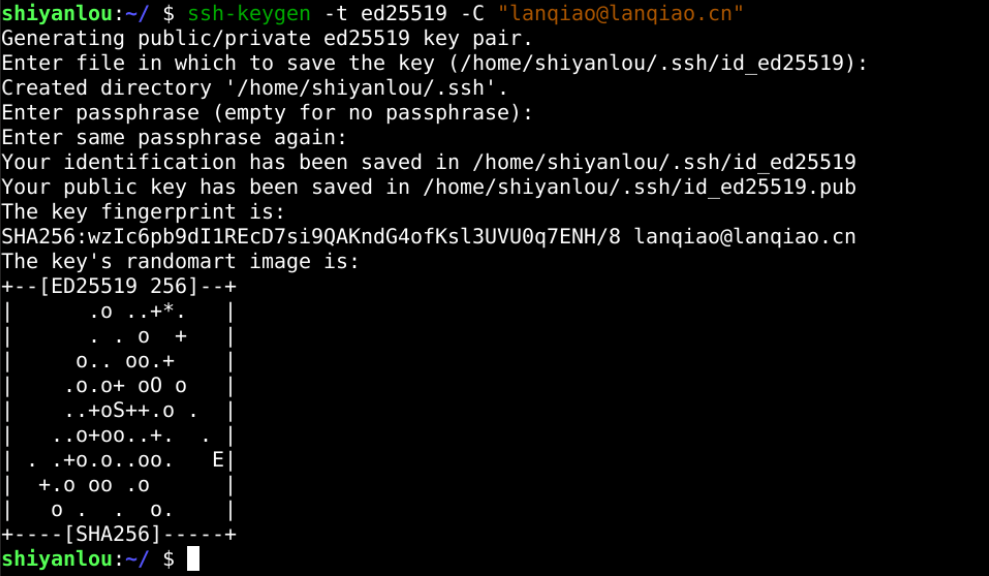 shiyanlou:~/ $ ssh-keygen -t ed25519 -C "lanqiao@lanqiao.cn"
Generating public/private ed25519 key pair.
Enter file in which to save the key (/home/shiyanlou/.ssh/id_ed25519):
Created directory '/home/shiyanlou/.ssh'.
Enter passphrase (empty for no passphrase):
Enter same passphrase again:
Your identification has been saved in /home/shiyanlou/.ssh/id_ed25519
Your public key has been saved in /home/shiyanlou/.ssh/id_ed25519.pub
The key fingerprint is:
SHA256:wzIc6pb9dI1REcD7si9QAKndG4ofKsl3UVU0q7ENH/8 lanqiao@lanqiao.cn
The key's randomart image is:
+--[ED25519 256]--+
|      .o ..+*.   |
|      . . o  +   |
|     o.. oo.+    |
|    .o.o+ oO o   |
|    ..+oS++.o .  |
|   ..o+oo..+.  . |
| . .+o.o..oo.   E|
|  +.o oo .o      |
|   o .  .  o.    |
+----[SHA256]-----+
shiyanlou:~/ $